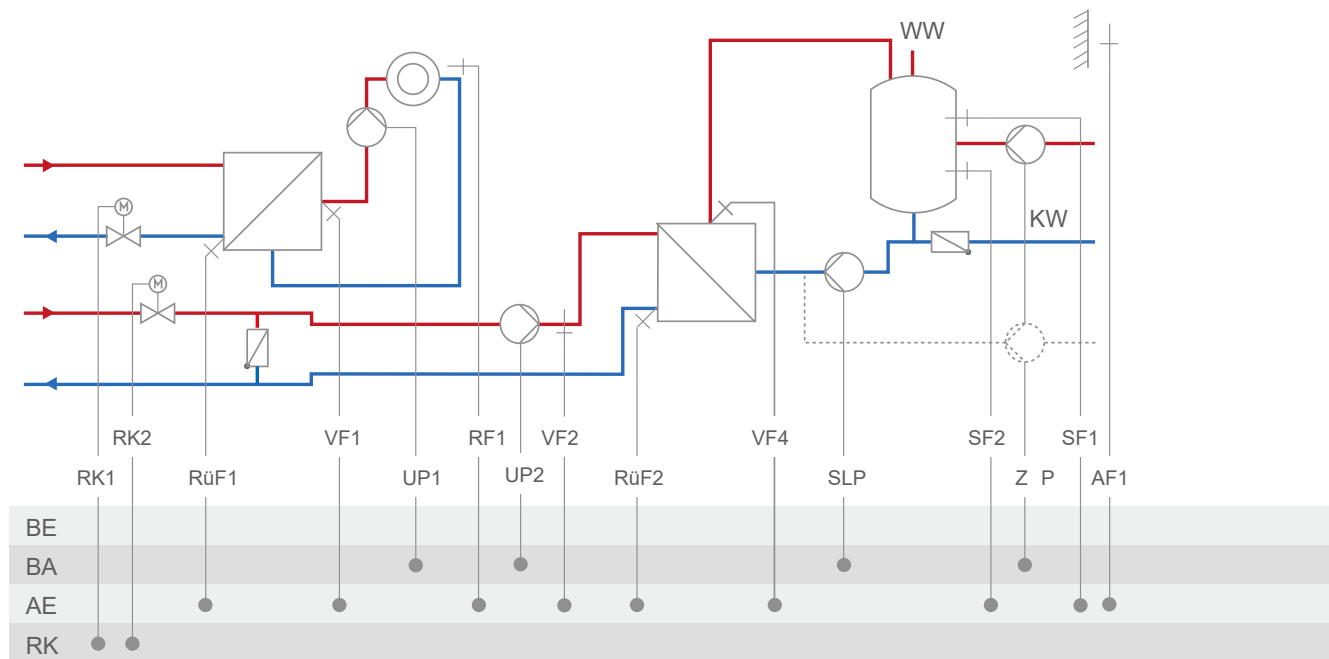 WW
M
KW
M
RK2 VF1 RF1 VF2 VF4 SF2 SF1
RK1 RüF1 UP1 UP2 RüF2 SLP Z P AF1
BE
BA
AE
RK